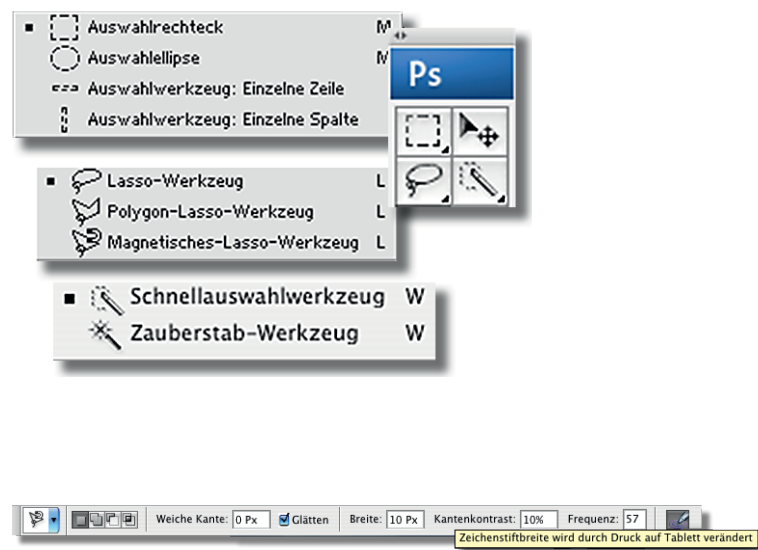 Auswahlrechteck M
Auswahlellipse M
Auswahlwerkzeug: Einzelne Zeile
Auswahlwerkzeug: Einzelne Spalte
Ps
Lasso-Werkzeug L
Polygon-Lasso-Werkzeug L
Magnetisches-Lasso-Werkzeug L
Schnellauswahlwerkzeug W
Zauberstab-Werkzeug W
Weiche Kante: 0 Px Glätten Breite: 10 Px Kantenkontrast: 10% Frequenz: 57
Zeichenstiftbreite wird durch Druck auf Tablett verändert